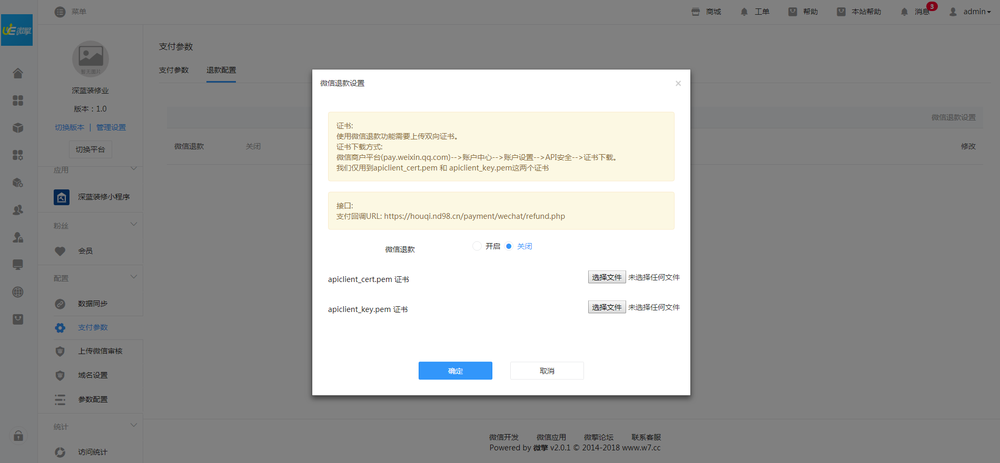 菜单
商城
工单
帮助
本站帮助
消息
3
admin
微擎
暂无图片
深蓝装修业
版本：1.0
切换版本 | 管理设置
切换平台
应用
深蓝装修小程序
粉丝
会员
配置
数据同步
支付参数
上传微信审核
域名设置
参数配置
统计
访问统计
支付参数
支付参数 退款配置
微信退款设置
微信退款 关闭 修改
微信退款设置
×
证书:
使用微信退款功能需要上传双向证书。
证书下载方式:
微信商户平台(pay.weixin.qq.com)-->账户中心-->账户设置-->API安全-->证书下载。
我们仅用到apiclient_cert.pem 和 apiclient_key.pem这两个证书
接口:
支付回调URL: https://houqi.nd98.cn/payment/wechat/refund.php
微信退款 开启 关闭
apiclient_cert.pem 证书 选择文件 未选择任何文件
apiclient_key.pem 证书 选择文件 未选择任何文件
确定 取消
微信开发 微信应用 微擎论坛 联系客服
Powered by 微擎 v2.0.1 © 2014-2018 www.w7.cc